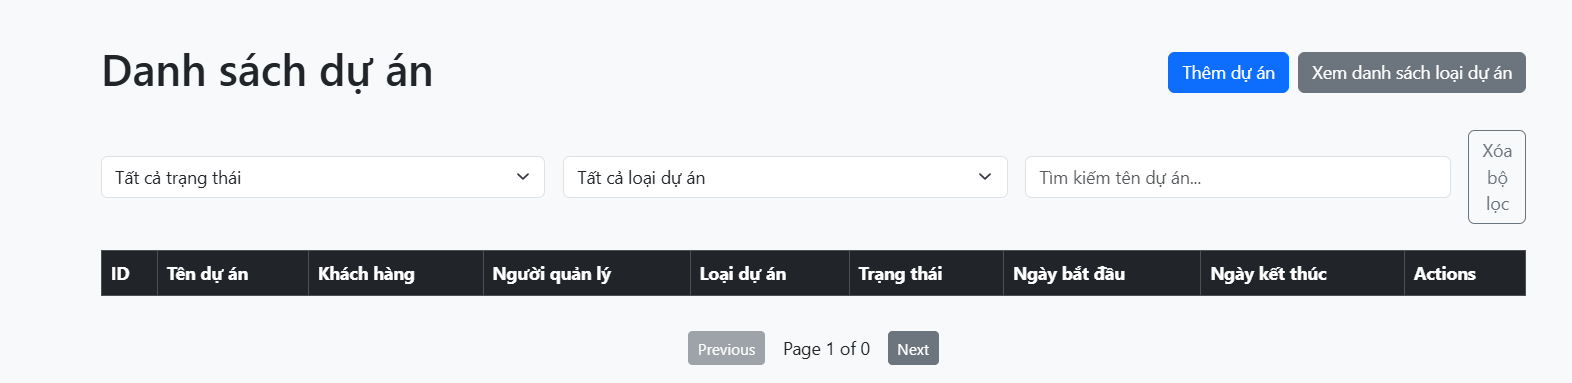 Danh sách dự án
Thêm dự án
Xem danh sách loại dự án
Tất cả trạng thái
Tất cả loại dự án
Tìm kiếm tên dự án...
Xóa
bộ
lọc
ID Tên dự án Khách hàng Người quản lý Loại dự án Trạng thái Ngày bắt đầu Ngày kết thúc Actions
Previous Page 1 of 0 Next